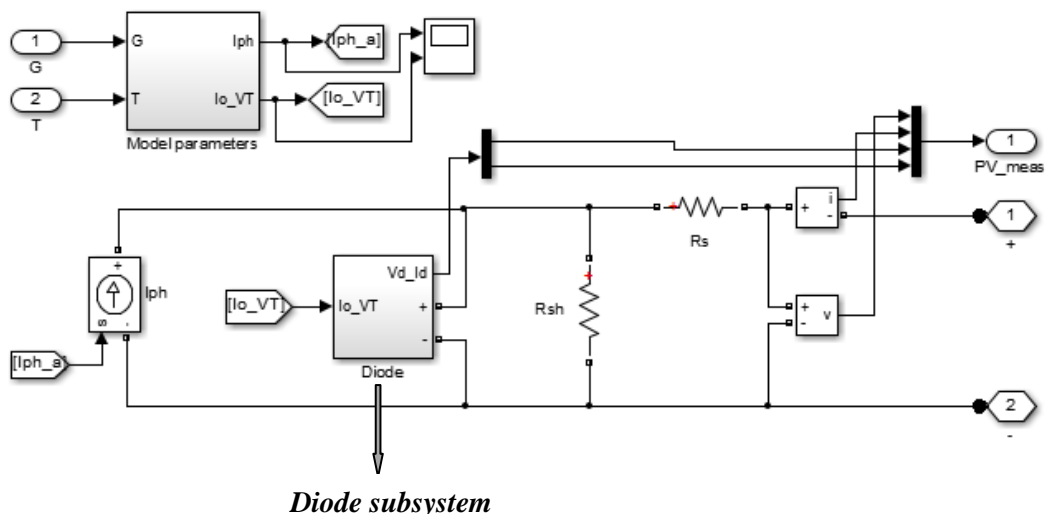 1
G
2
T
G
T
Iph
Io_VT
Model parameters
[Iph_a]
[Io_VT]
1
PV_meas
+
i
-
1
+
Rs
Vd_Id
Io_VT
+
-
Diode
[Io_VT]
Rsh
+
-
v
+
Iph
s
-
[Iph_a]
2
-
Diode subsystem